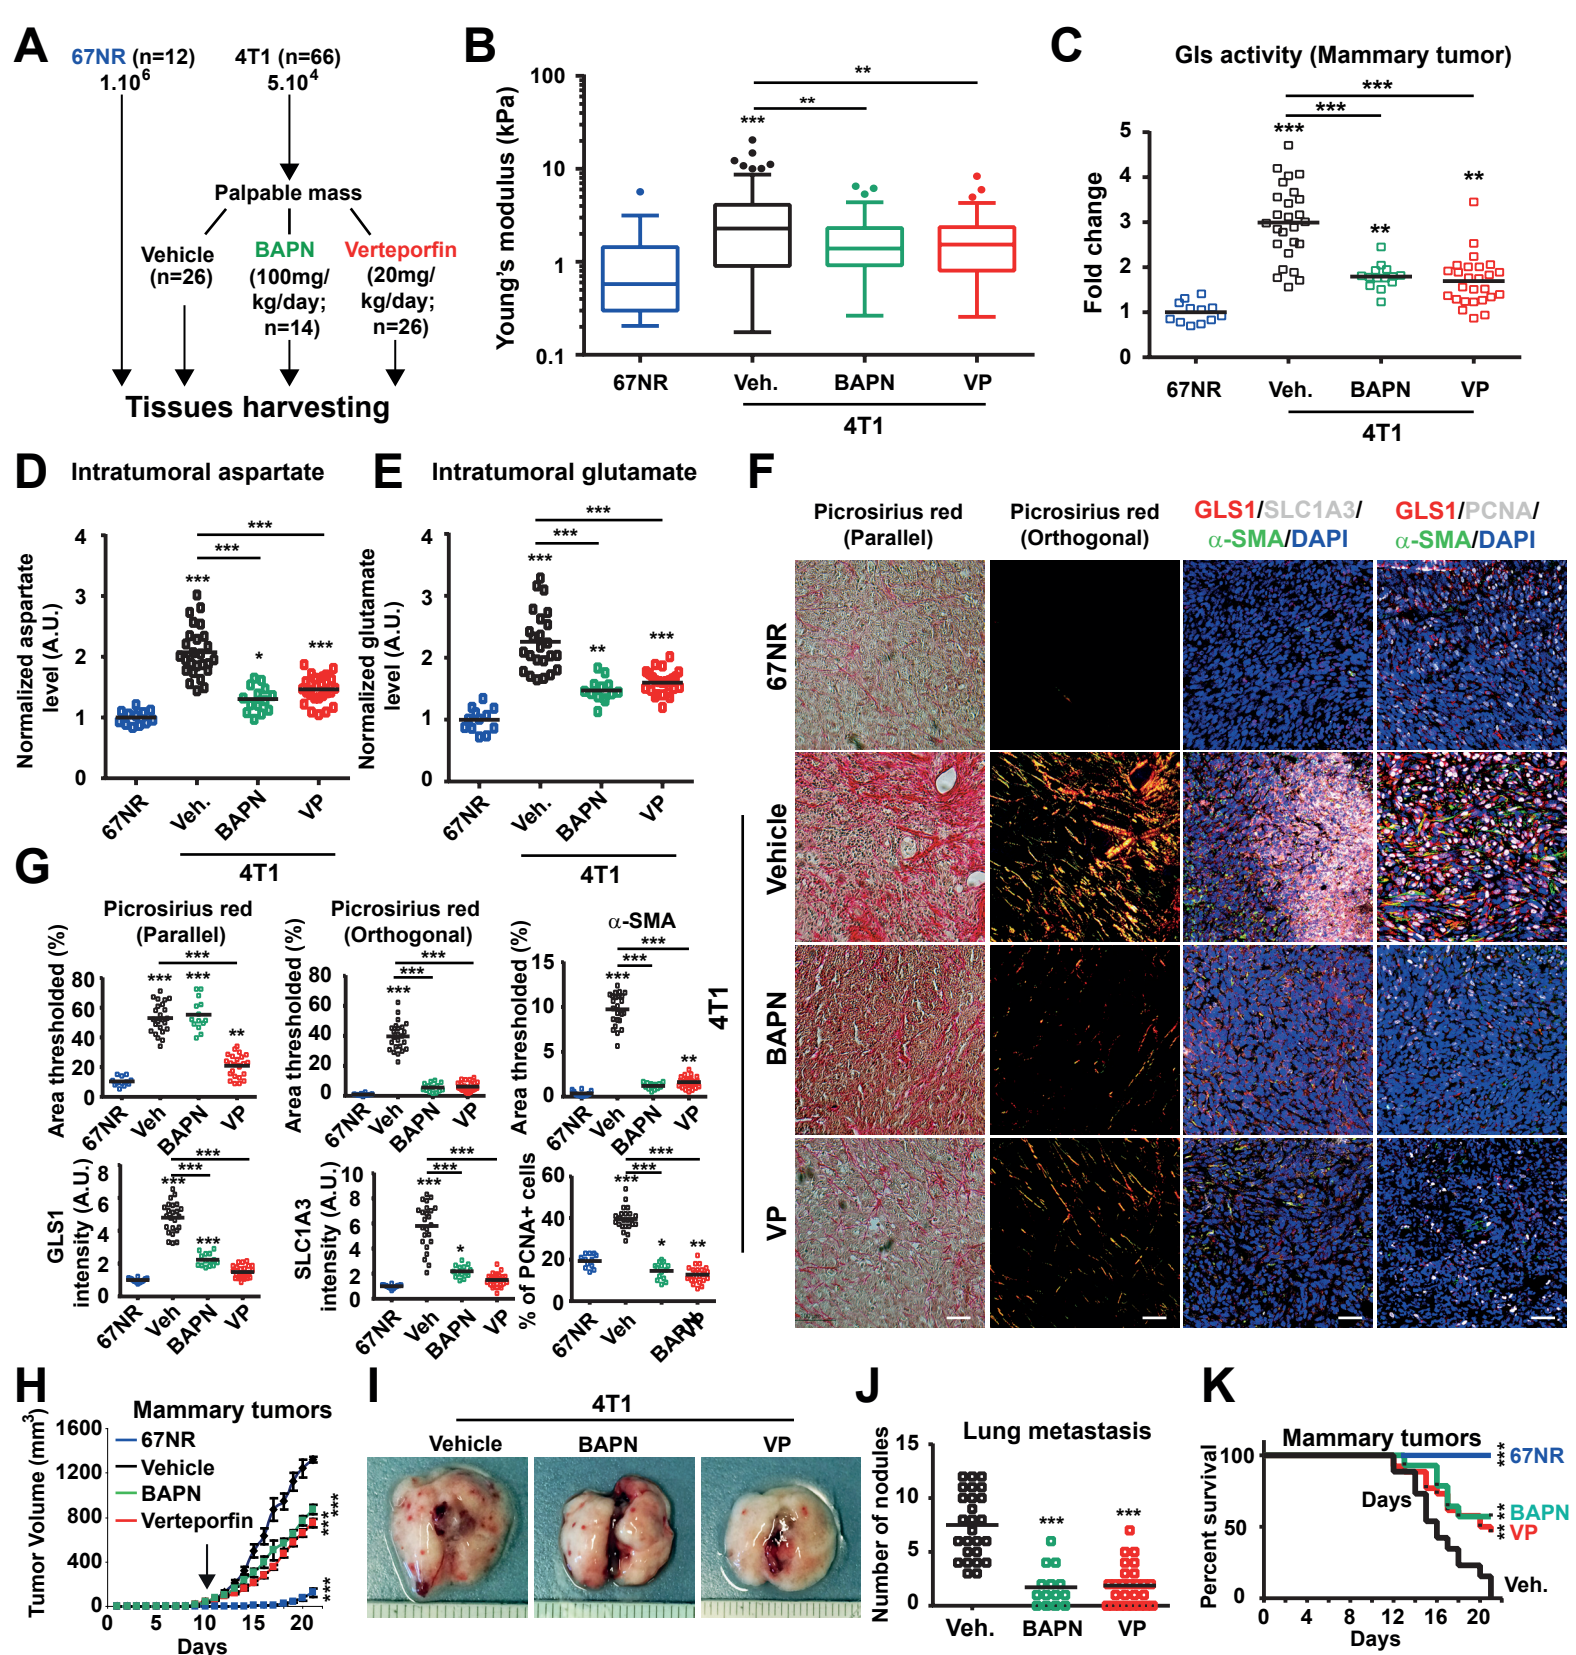 A
67NR (n=12)
1.10^6
4T1 (n=66)
5.10^4
Palpable mass
Vehicle
(n=26)
BAPN
(100mg/
kg/day;
n=14)
Verteporfin
(20mg/
kg/day;
n=26)
Tissues harvesting
B
Young's modulus (kPa)
100
10
1
0.1
**
**
***
67NR
Veh.
BAPN
VP
4T1
C
Gls activity (Mammary tumor)
Fold change
5
4
3
2
1
0
***
***
***
**
**
67NR
Veh.
BAPN
VP
4T1
D
Intratumoral aspartate
Normalized aspartate
level (A.U.)
4
3
2
1
0
***
***
***
*
***
67NR
Veh.
BAPN
VP
4T1
E
Intratumoral glutamate
Normalized glutamate
level (A.U.)
4
3
2
1
0
***
***
***
**
***
67NR
Veh.
BAPN
VP
4T1
F
Picrosirius red
(Parallel)
Picrosirius red
(Orthogonal)
GLS1/SLC1A3/
α-SMA/DAPI
GLS1/PCNA/
α-SMA/DAPI
67NR
Vehicle
BAPN
VP
4T1
G
Picrosirius red
(Parallel)
Area thresholded (%)
80
60
40
20
0
***
***
***
**
67NR
Veh
BAPN
VP
Picrosirius red
(Orthogonal)
Area thresholded (%)
80
60
40
20
0
***
***
***
67NR
Veh
BAPN
VP
α-SMA
Area thresholded (%)
15
10
5
0
***
***
***
**
67NR
Veh
BAPN
VP
GLS1
intensity (A.U.)
8
6
4
2
0
***
***
***
***
67NR
Veh
BAPN
VP
SLC1A3
intensity (A.U.)
10
8
6
4
2
0
***
***
***
*
67NR
Veh
BAPN
VP
% of PCNA+ cells
60
40
20
0
***
***
***
*
**
67NR
Veh
BAPN
VP
H
Mammary tumors
Tumor Volume (mm^3)
1600
1200
800
400
0
67NR
Vehicle
BAPN
Verteporfin
***
***
***
0
5
10
15
20
Days
I
4T1
Vehicle
BAPN
VP
J
Lung metastasis
Number of nodules
15
10
5
0
***
***
Veh.
BAPN
VP
K
Mammary tumors
Percent survival
100
50
0
Days
***
67NR
**
BAPN
**
VP
Veh.
0
4
8
12
16
20
Days